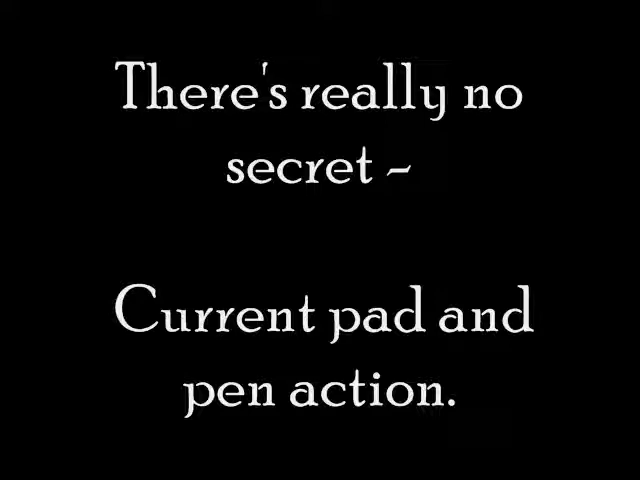 There's really no
secret -
Current pad and
pen action.